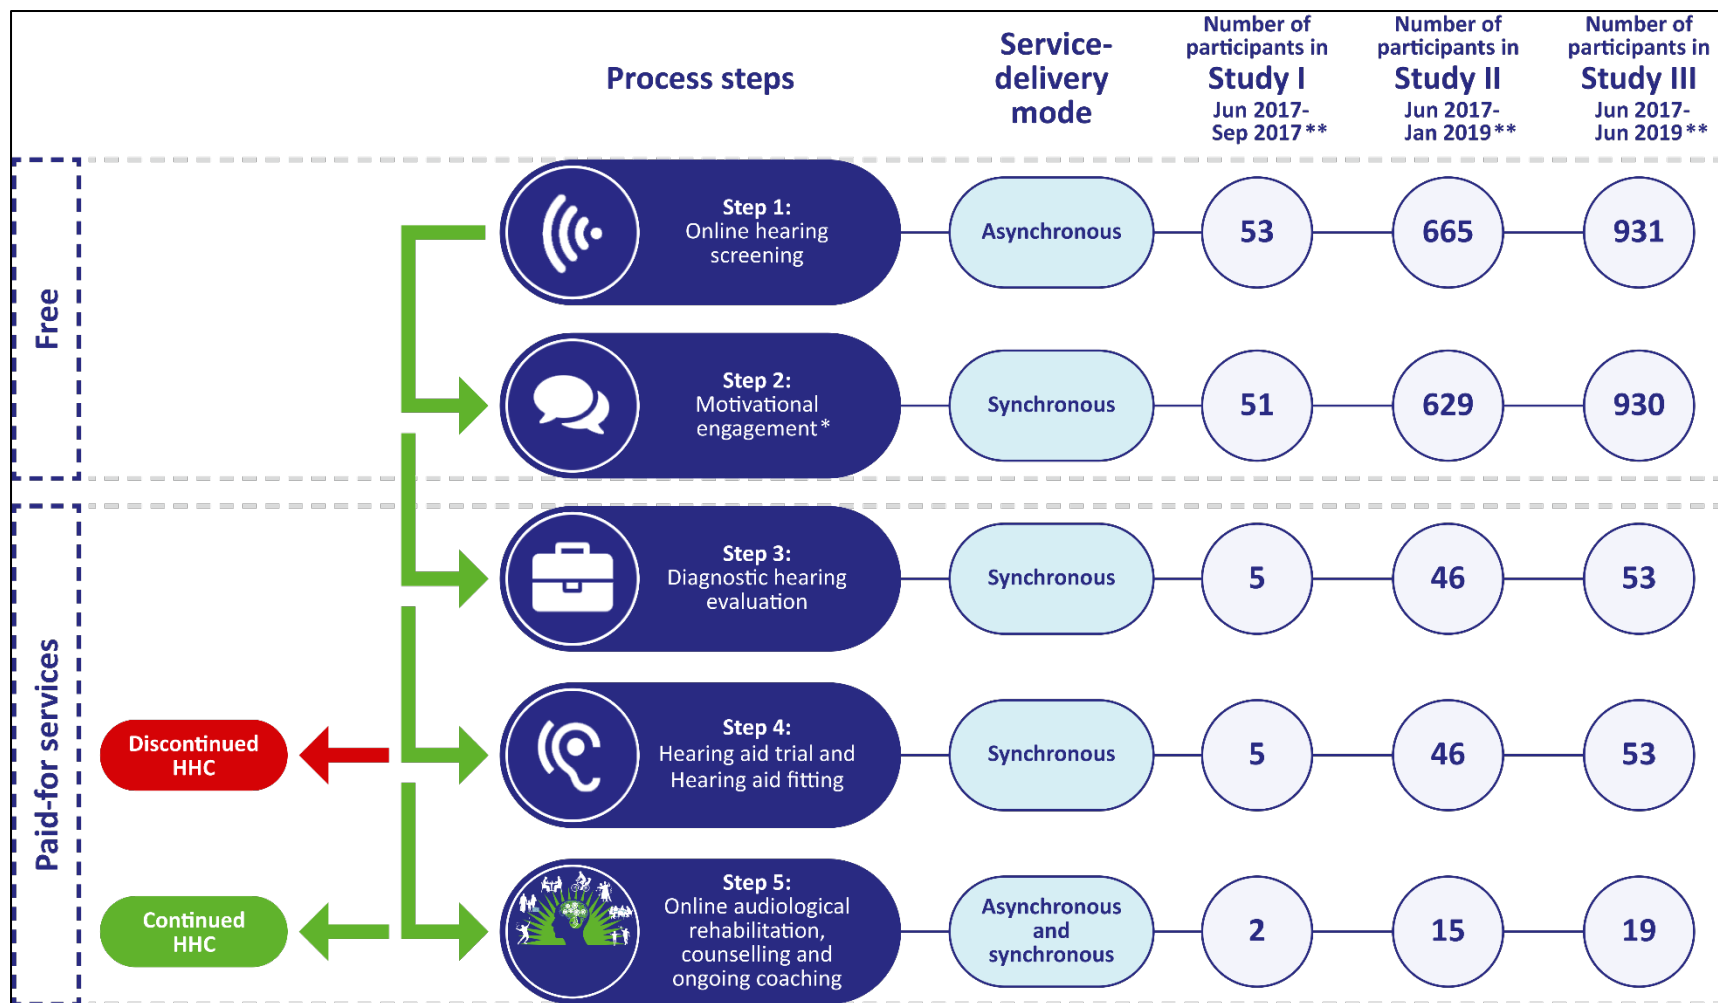 Process steps
Service-
delivery
mode
Number of
participants in
Study I
Jun 2017-
Sep 2017**
Number of
participants in
Study II
Jun 2017-
Jan 2019**
Number of
participants in
Study III
Jun 2017-
Jun 2019**
Free
Step 1:
Online hearing
screening
Asynchronous
53
665
931
Step 2:
Motivational
engagement*
Synchronous
51
629
930
Paid-for services
Step 3:
Diagnostic hearing
evaluation
Synchronous
5
46
53
Discontinued
HHC
Step 4:
Hearing aid trial and
Hearing aid fitting
Synchronous
5
46
53
Continued
HHC
Step 5:
Online audiological
rehabilitation,
counselling and
ongoing coaching
Asynchronous
and
synchronous
2
15
19